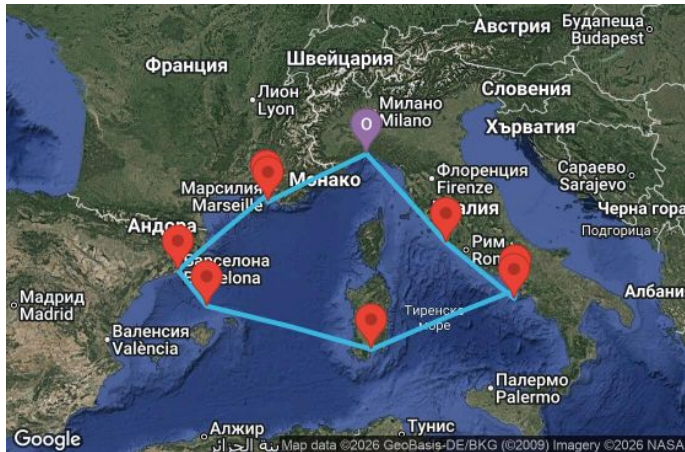 Австрия
Будапеща
Budapest
Швейцария
Франция
Словения
Лион
Lyon
Милано
Milano
O
Хърватия
Монако
Флоренция
Firenze
Сараево
Sarajevo
Марсилия
Marseille
Андора
Черна гора
Подгорица
Рим
Барселона
Мадрид
Madrid
Албани
Тиренско
море
Валенсия
València
Палермо
Palermo
Алжир
الجزائر
Тунис
Google
Map data ©2026 GeoBasis-DE/BKG (©2009) Imagery ©2026 NASA